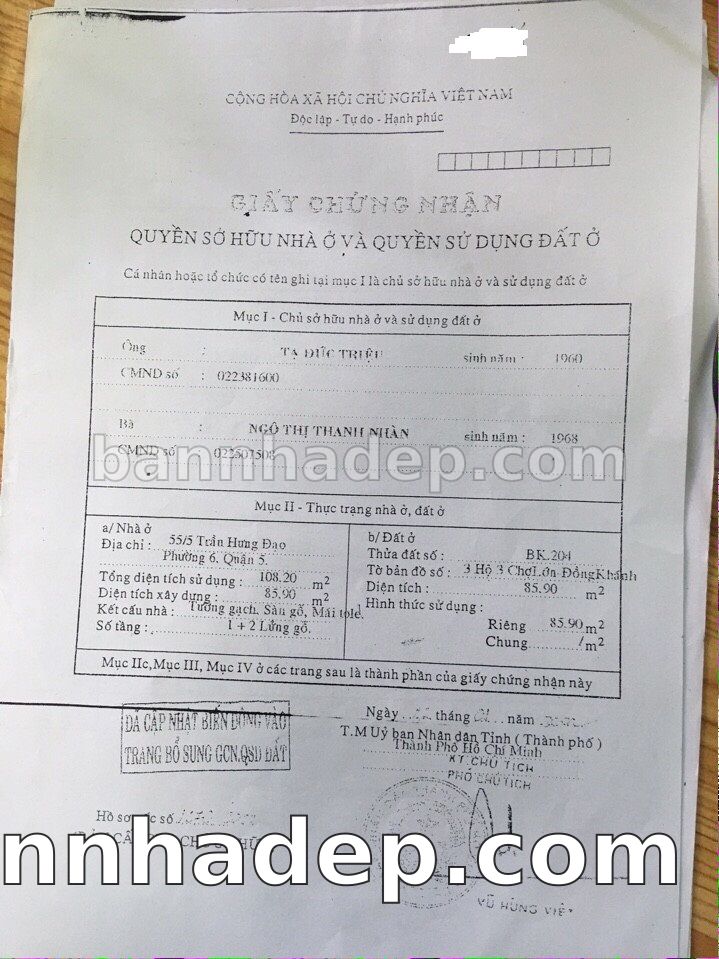 CỘNG HÒA XÃ HỘI CHỦ NGHĨA VIỆT NAM
Độc lập - Tự do - Hạnh phúc
GIẤY CHỨNG NHẬN
QUYỀN SỞ HỮU NHÀ Ở VÀ QUYỀN SỬ DỤNG ĐẤT Ở
Cá nhân hoặc tổ chức có tên ghi tại mục I là chủ sở hữu nhà ở và sử dụng đất ở
Mục I - Chủ sở hữu nhà ở và sử dụng đất ở
Ông : TẠ ĐỨC TRIỆU sinh năm : 1960
CMND số : 022381600
Bà : NGÔ THỊ THANH NHÀN sinh năm : 1968
CMND số : 022507508
bannhadep.com
Mục II - Thực trạng nhà ở, đất ở
a/ Nhà ở
Địa chỉ : 55/5 Trần Hưng Đạo
Phường 6, Quận 5.
Tổng diện tích sử dụng : 108.20 m2
Diện tích xây dựng : 85.90 m2
Kết cấu nhà : Tường gạch, Sàn gỗ, Mái tole.
Số tầng : 1 + 2 Lửng gỗ.
b/ Đất ở
Thửa đất số : BK.204
Tờ bản đồ số : 3 Hộ 3 ChợLớn ĐồngKhánh
Diện tích : 85.90 m2
Hình thức sử dụng :
Riêng 85.90 m2
Chung / m2
Mục IIc,Mục III, Mục IV ở các trang sau là thành phần của giấy chứng nhận này
ĐÃ CẬP NHẬT BIẾN ĐỘNG VÀO
TRANG BỔ SUNG GCN.QSD ĐẤT
Ngày tháng năm
T.M Uỷ ban Nhân dân Tỉnh ( Thành phố )
Thành Phố Hồ Chí Minh
KT. CHỦ TỊCH
PHÓ CHỦ TỊCH
Hồ sơ gốc số
nnhadep.com
VŨ HÙNG VIỆT